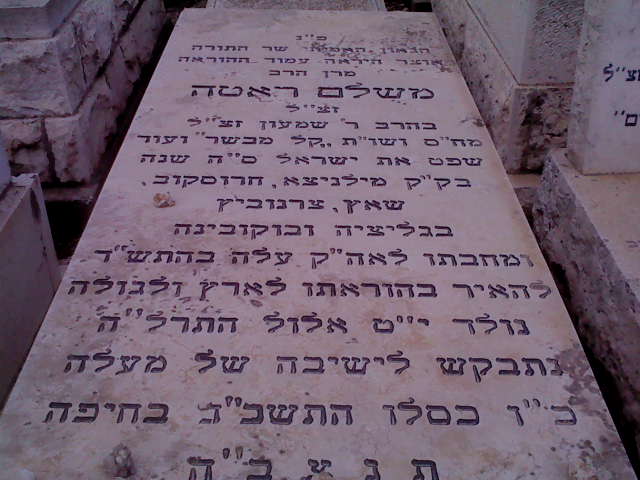 פ"נ
הגאון האמיתי שר התורה
אוצר היראה עמוד ההוראה
מרן הרב
משלם ראטה
זצ"ל
בהרב ר' שמעון זצ"ל
מח"ס ושו"ת "קל מבשר" ועוד
שפט את ישראל ס"ה שנה
בק"ק מילניצא, חרוסקוב,
שאץ, צרנוביץ
בגליציה ובוקובינה
ומחבתו לאה"ק עלה בהתש"ד
להאיר בהוראתו לארץ ולגולה
נולד י"ט אלול התרל"ה
נתבקש לישיבה של מעלה
כ"ו כסלו התשכ"ג בחיפה
ת נ צ ב "ה
וצ"ל